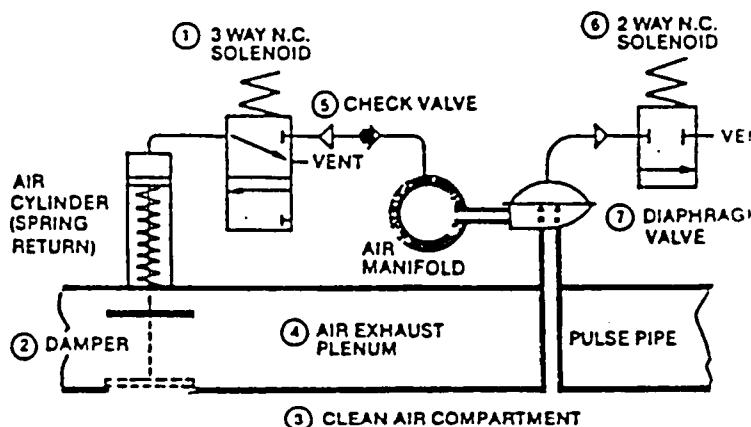 ① 3 WAY N.C.
SOLENOID
⑥ 2 WAY N.C.
SOLENOID
⑤ CHECK VALVE
VENT
VE
AIR
CYLINDER
(SPRING
RETURN)
AIR
MANIFOLD
⑦ DIAPHRAG
VALVE
② DAMPER
④ AIR EXHAUST
PLENUM
PULSE PIPE
③ CLEAN AIR COMPARTMENT